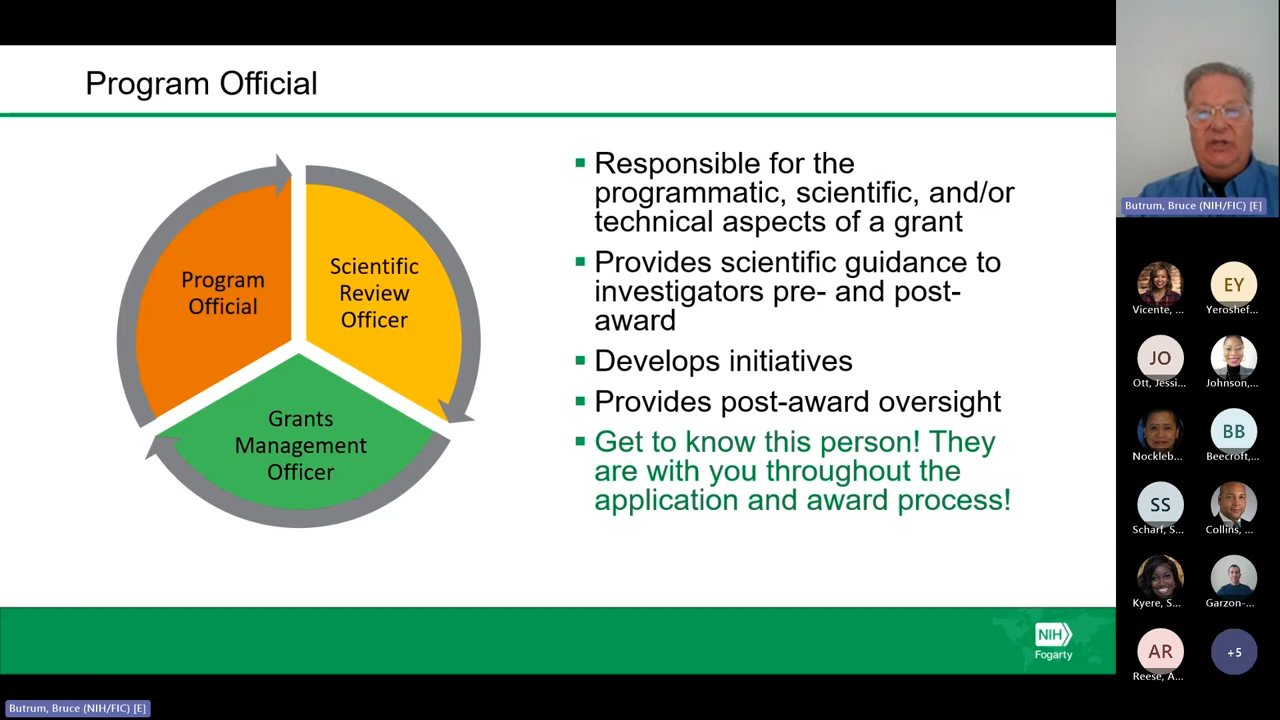 Program Official
Program
Official
Scientific
Review
Officer
Grants
Management
Officer
Responsible for the
programmatic, scientific, and/or
technical aspects of a grant
Provides scientific guidance to
investigators pre- and post-
award
Develops initiatives
Provides post-award oversight
Get to know this person! They
are with you throughout the
application and award process!
NIH
Fogarty
Butrum, Bruce (NIH/FIC) [E]
Vicente, ...
EY
Yeroshef...
JO
Ott, Jessi...
Johnson,...
Nockleb...
BB
Beecroft,...
SS
Scharf, S...
Collins, ...
Kyere, S...
Garzon-...
AR
Reese, A...
+5
Butrum, Bruce (NIH/FIC) [E]